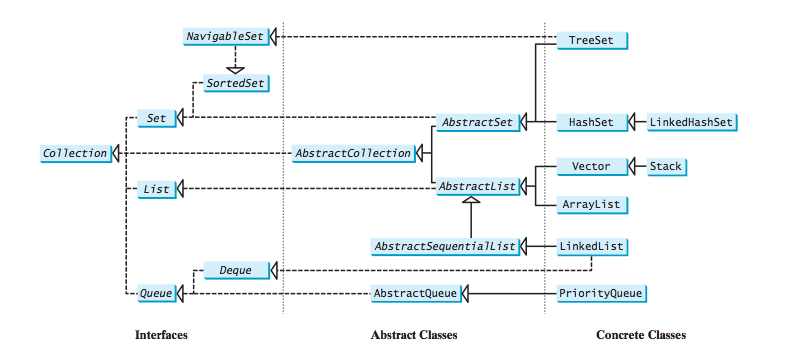 NavigableSet
TreeSet
SortedSet
Set
AbstractSet
HashSet
LinkedHashSet
Collection
AbstractCollection
Vector
Stack
List
AbstractList
ArrayList
AbstractSequentialList
LinkedList
Deque
Queue
AbstractQueue
PriorityQueue
Interfaces
Abstract Classes
Concrete Classes